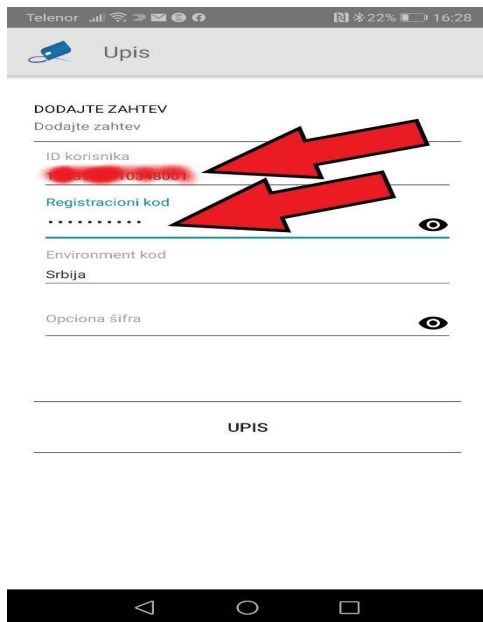 Telenor 22% 16:28
Upis
DODAJTE ZAHTEV
Dodajte zahtev
ID korisnika
Registracioni kod
••••••••••
Environment kod
Srbija
Opciona šifra
UPIS